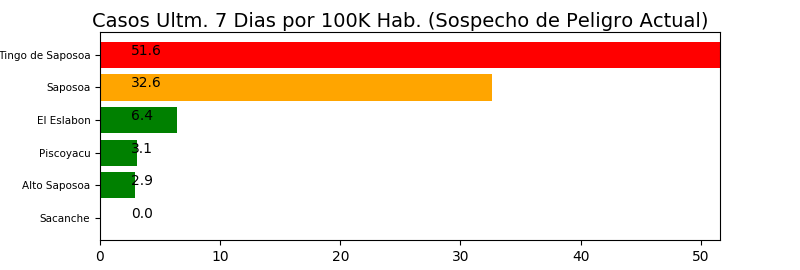 Casos Ultm. 7 Dias por 100K Hab. (Sospecho de Peligro Actual)
Tingo de Saposoa 51.6
Saposoa 32.6
El Eslabon 6.4
Piscoyacu 3.1
Alto Saposoa 2.9
Sacanche 0.0
0 10 20 30 40 50